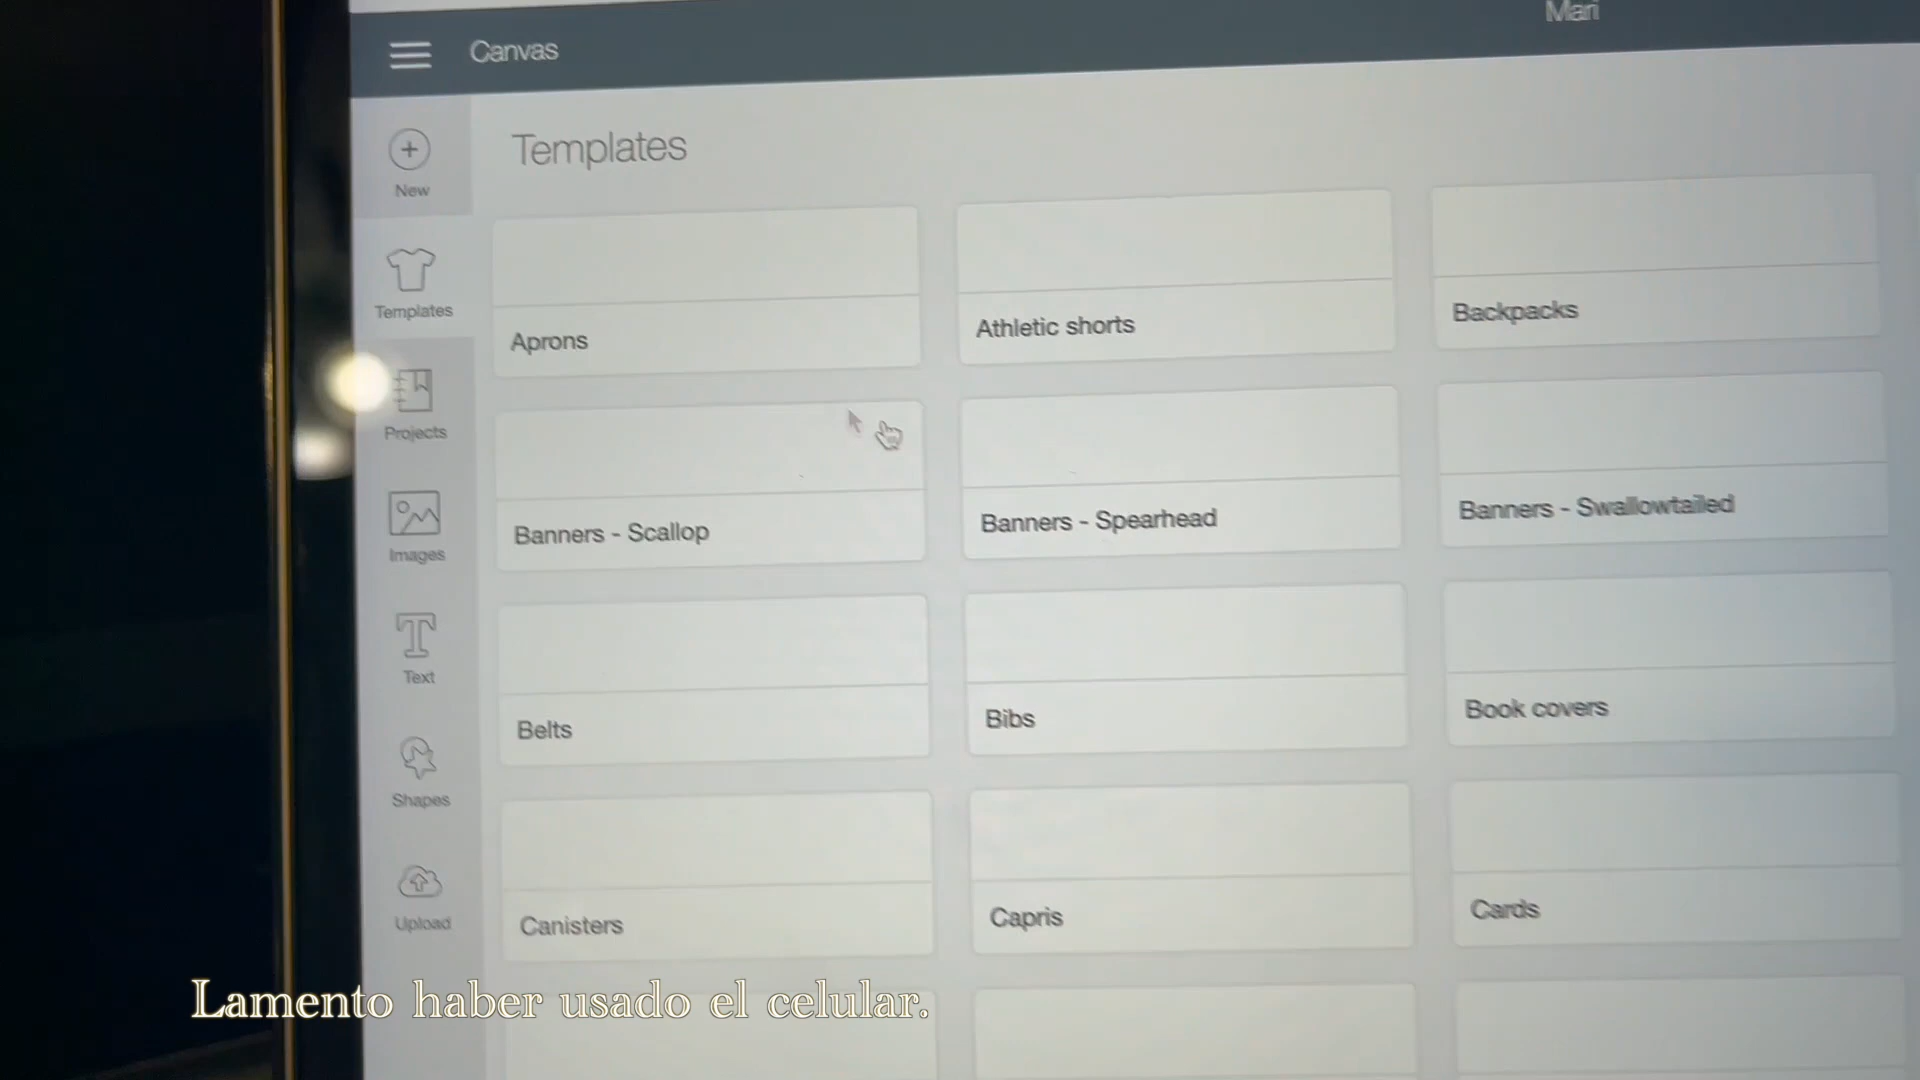 Mari
Canvas
New
Templates
Templates
Aprons
Athletic shorts
Backpacks
Projects
Banners - Scallop
Banners - Spearhead
Banners - Swallowtailed
Images
Text
Belts
Bibs
Book covers
Shapes
Upload
Canisters
Capris
Cards
Lamento haber usado el celular.